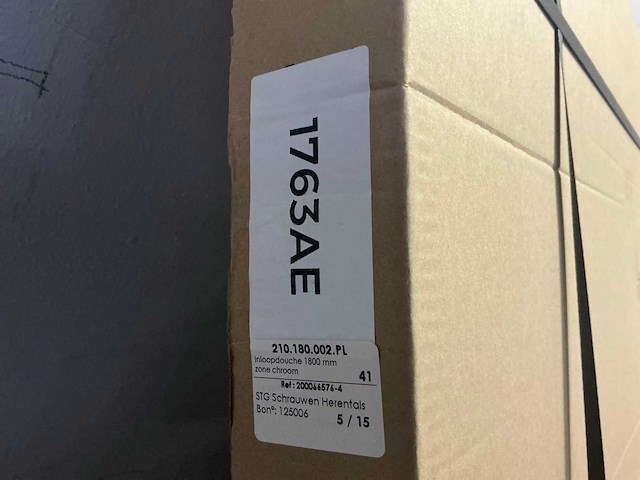 1763AE
210.180.002.PL
inloopdouche 1800 mm
zone chroom 41
Ref : 200066576-4
STG Schrauwen Herentals
Bon°: 125006
5 / 15